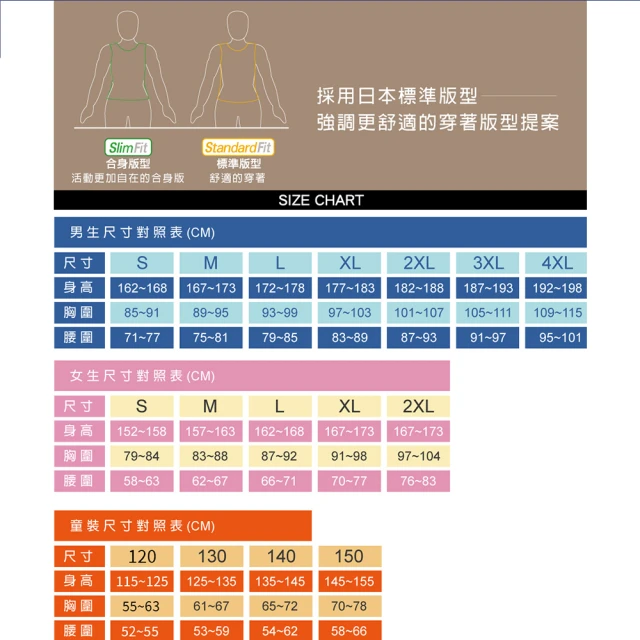 採用日本標準版型
強調更舒適的穿著版型提案
SlimFit
StandardFit
合身版型
標準版型
活動更加自在的合身版
舒適的穿著
SIZE CHART
男生尺寸對照表(CM)
尺寸 S M L XL 2XL 3XL 4XL
身高 162~168 167~173 172~178 177~183 182~188 187~193 192~198
胸圍 85~91 89~95 93~99 97~103 101~107 105~111 109~115
腰圍 71~77 75~81 79~85 83~89 87~93 91~97 95~101
女生尺寸對照表(CM)
尺寸 S M L XL 2XL
身高 152~158 157~163 162~168 167~173 167~173
胸圍 79~84 83~88 87~92 91~98 97~104
腰圍 58~63 62~67 66~71 70~77 76~83
童裝尺寸對照表(CM)
尺寸 120 130 140 150
身高 115~125 125~135 135~145 145~155
胸圍 55~63 61~67 65~72 70~78
腰圍 52~55 53~59 54~62 58~66